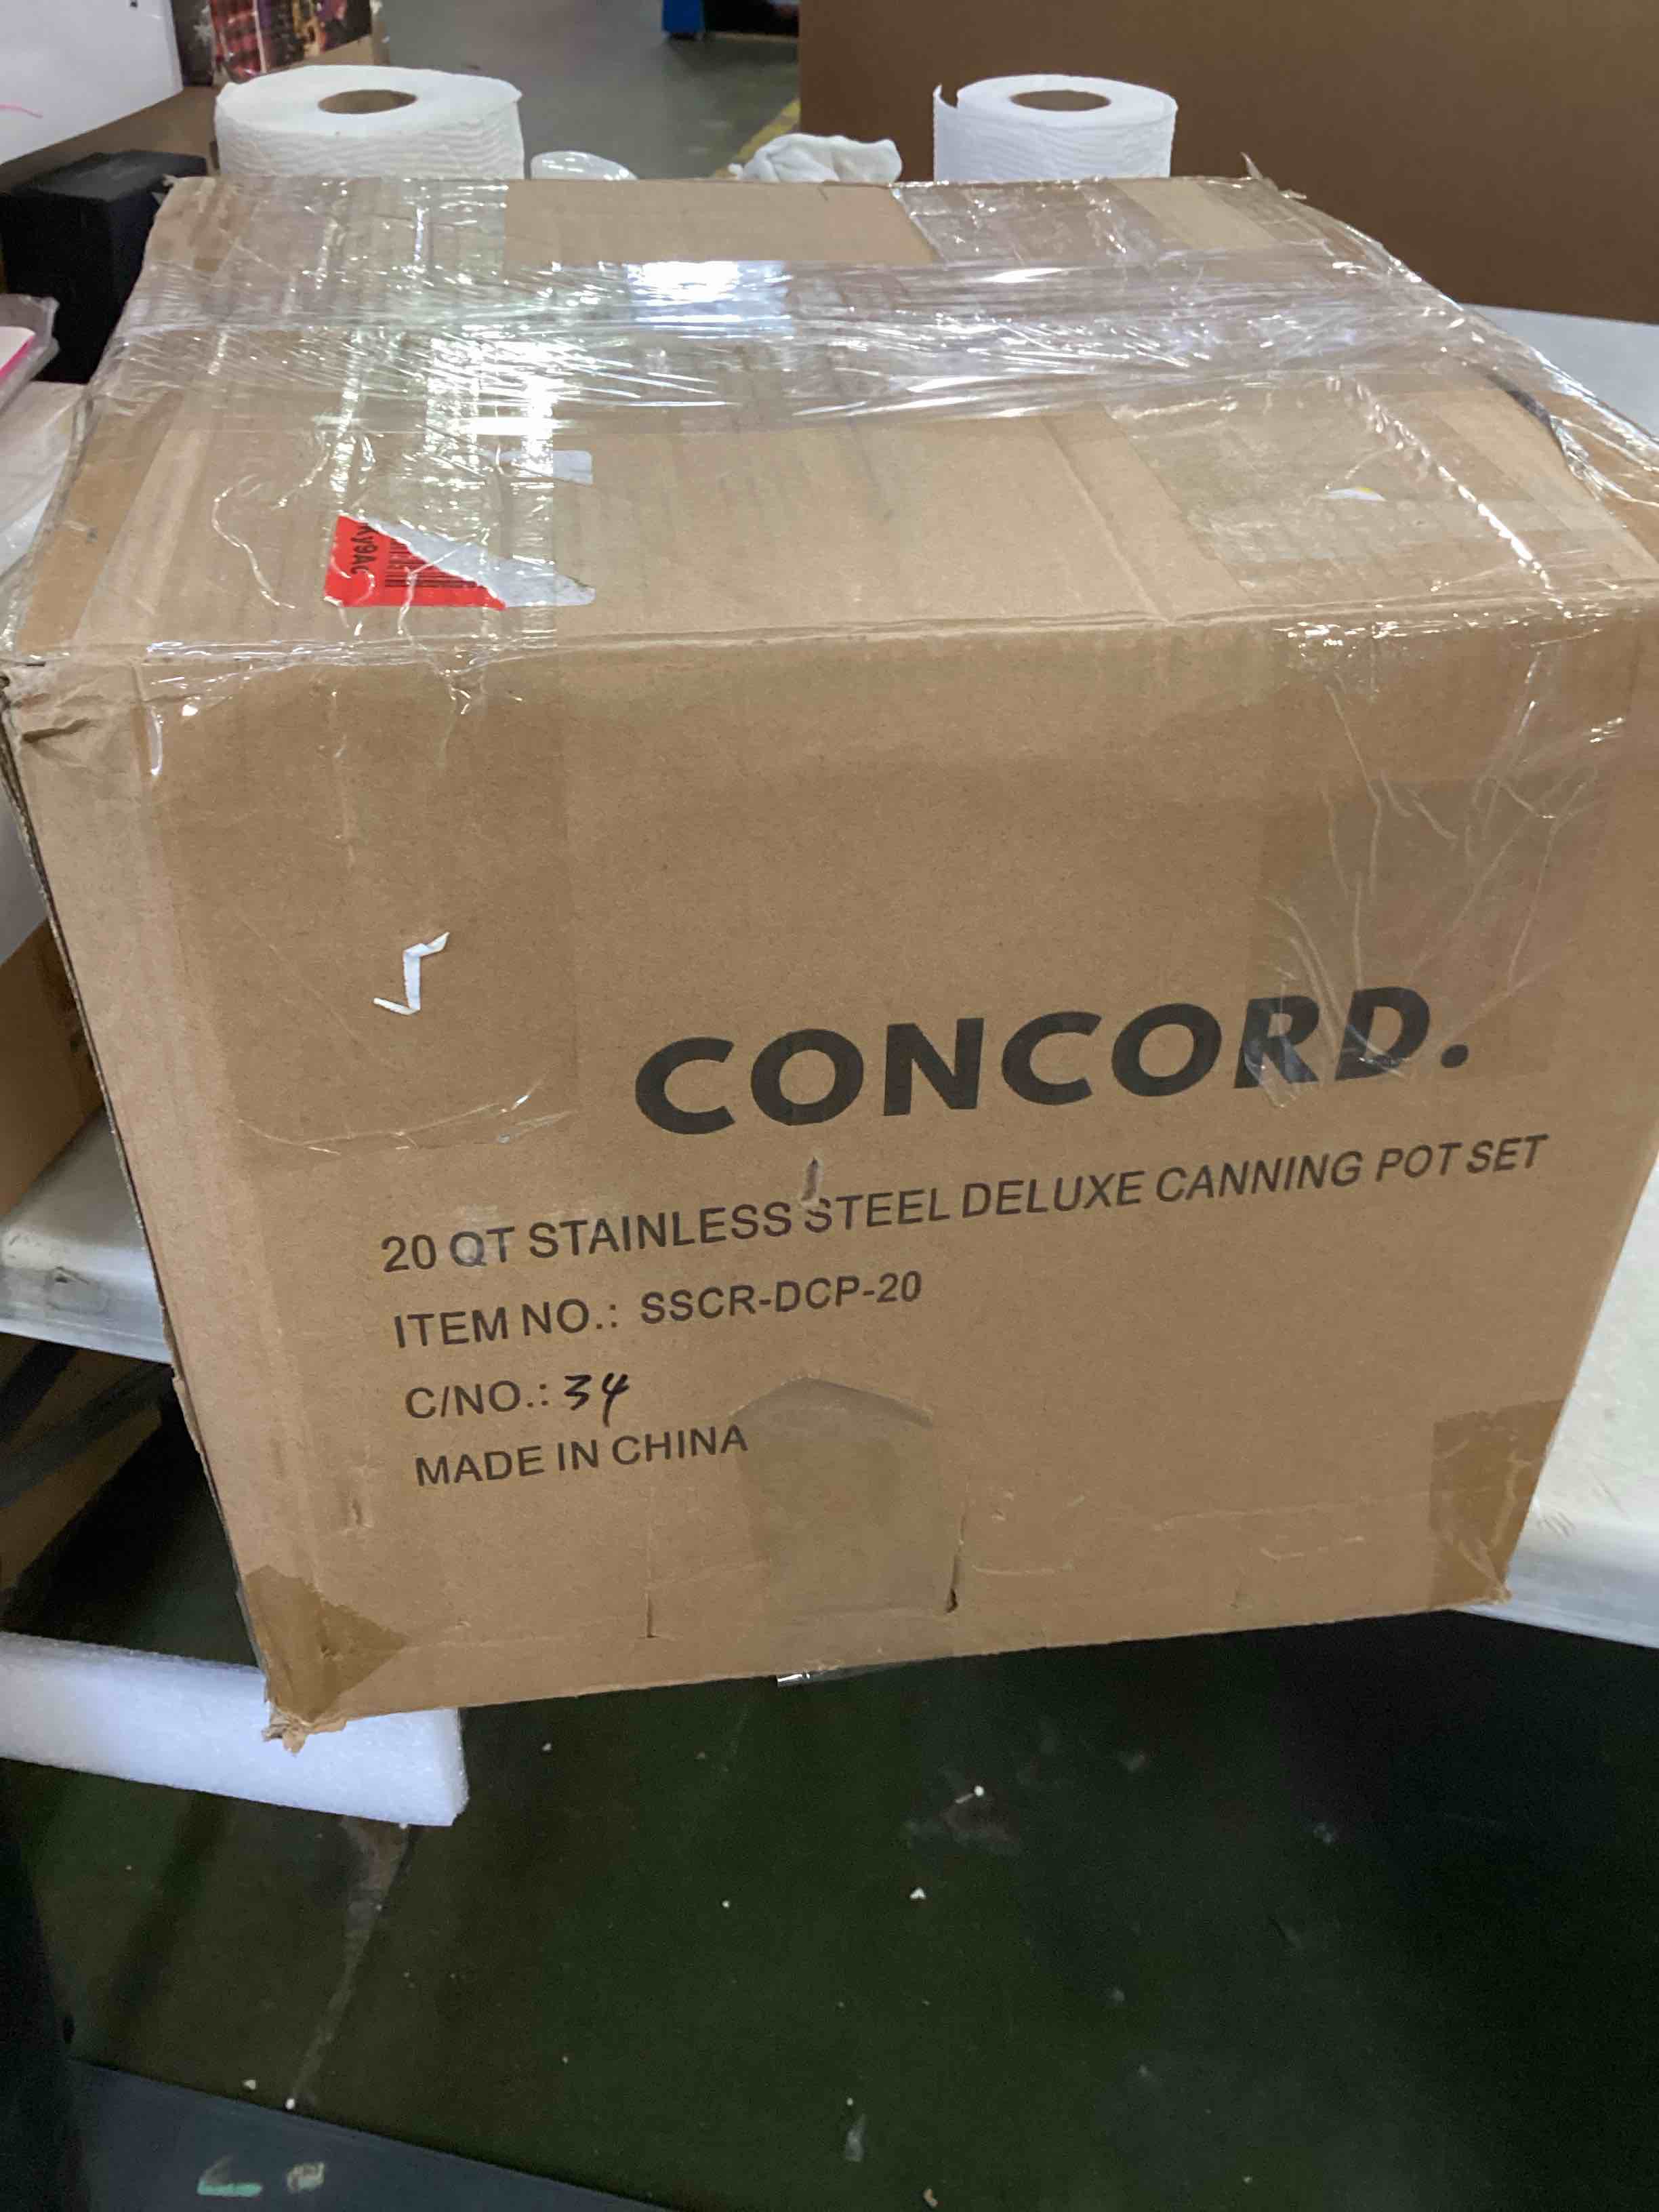 CONCORD.
20 QT STAINLESS STEEL DELUXE CANNING POT SET
ITEM NO.: SSCR-DCP-20
C/NO.: 34
MADE IN CHINA